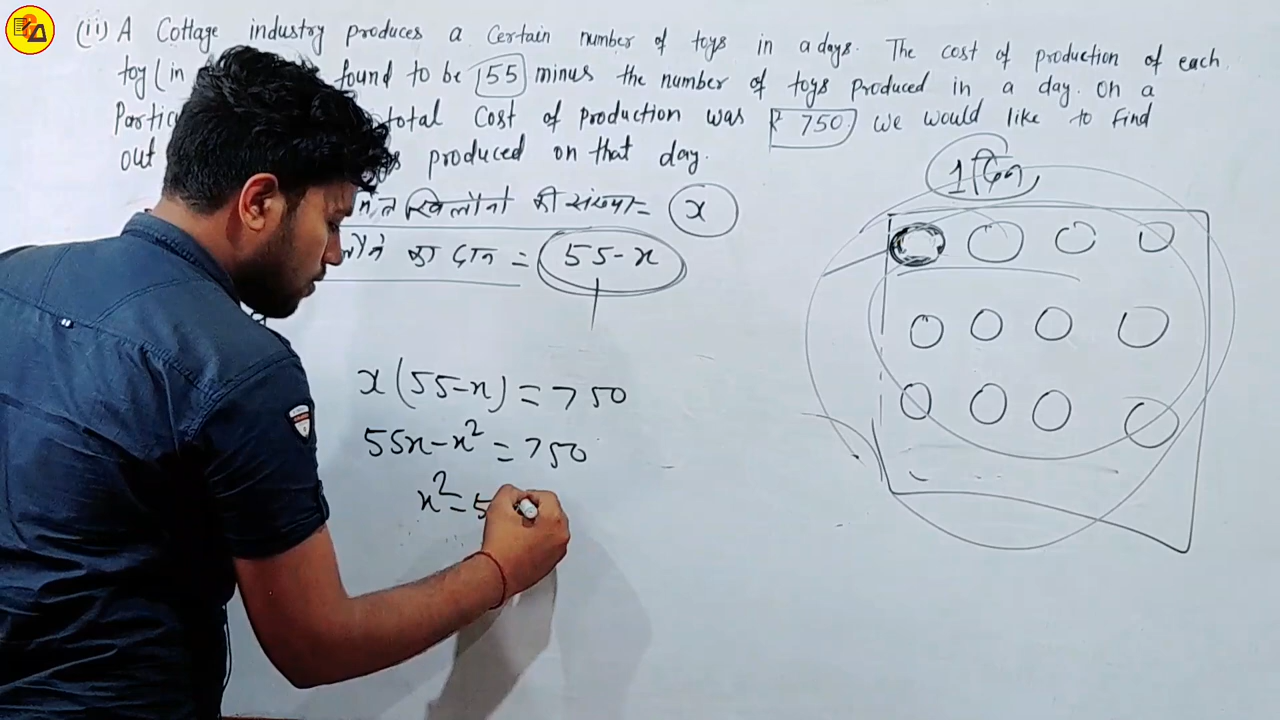 (ii) A Cottage industry produces a certain number of toys in a days. The cost of production of each
toy (in found to be 55 minus the number of toys produced in a day. On a
Particu total cost of production was ₹ 750. We would like to find
out produced on that day.
खिलोनो की संख्या = x
1 दिन
का दाम = 55-x
x(55-x) = 750
55x-x² = 750
x² - 5